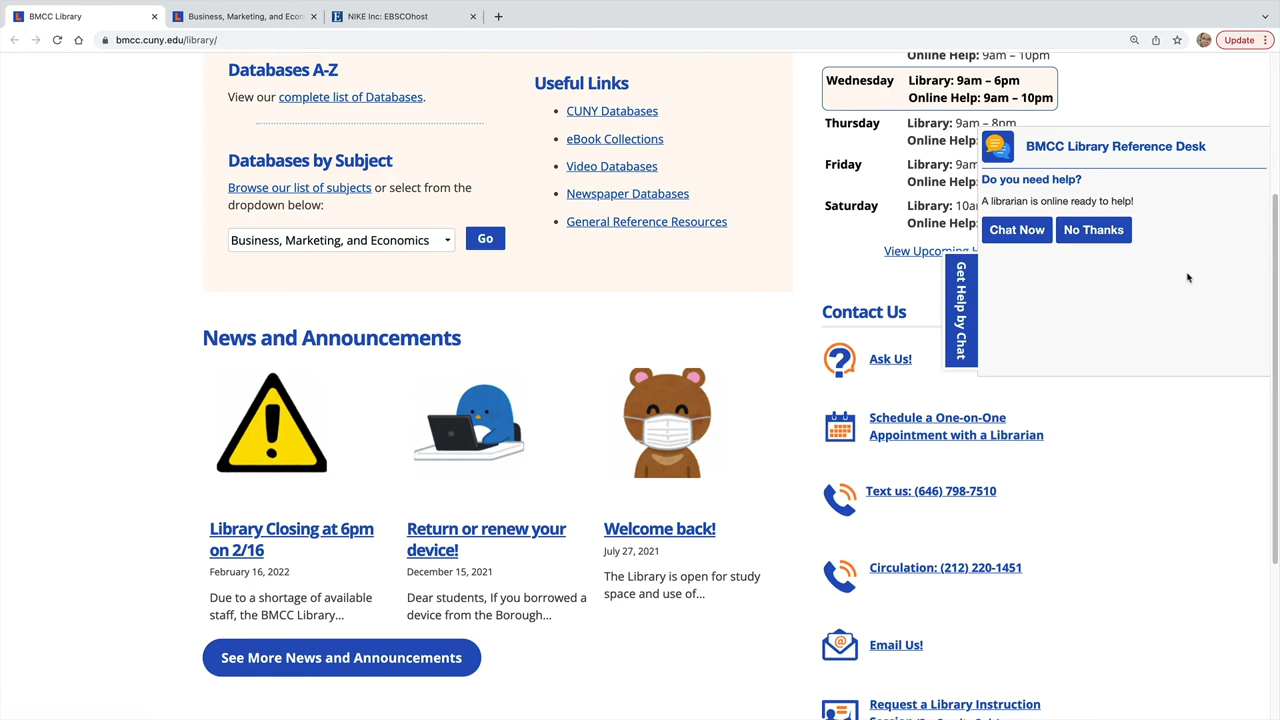 BMCC Library
Business, Marketing, and Econ
NIKE Inc: EBSCOhost
bmcc.cuny.edu/library/
Update
Databases A-Z
View our complete list of Databases.
Databases by Subject
Browse our list of subjects or select from the
dropdown below:
Business, Marketing, and Economics
Go
Useful Links
CUNY Databases
eBook Collections
Video Databases
Newspaper Databases
General Reference Resources
Online Help: 9am – 10pm
Wednesday
Library: 9am – 6pm
Online Help: 9am – 10pm
Thursday
Library: 9am – 8pm
Online Help:
Friday
Library: 9am
Online Help:
Saturday
Library: 10a
Online Help:
View Upcoming
BMCC Library Reference Desk
Do you need help?
A librarian is online ready to help!
Chat Now
No Thanks
Get Help by Chat
News and Announcements
Library Closing at 6pm
on 2/16
February 16, 2022
Due to a shortage of available
staff, the BMCC Library...
Return or renew your
device!
December 15, 2021
Dear students, If you borrowed a
device from the Borough...
Welcome back!
July 27, 2021
The Library is open for study
space and use of...
See More News and Announcements
Contact Us
Ask Us!
Schedule a One-on-One
Appointment with a Librarian
Text us: (646) 798-7510
Circulation: (212) 220-1451
Email Us!
Request a Library Instruction